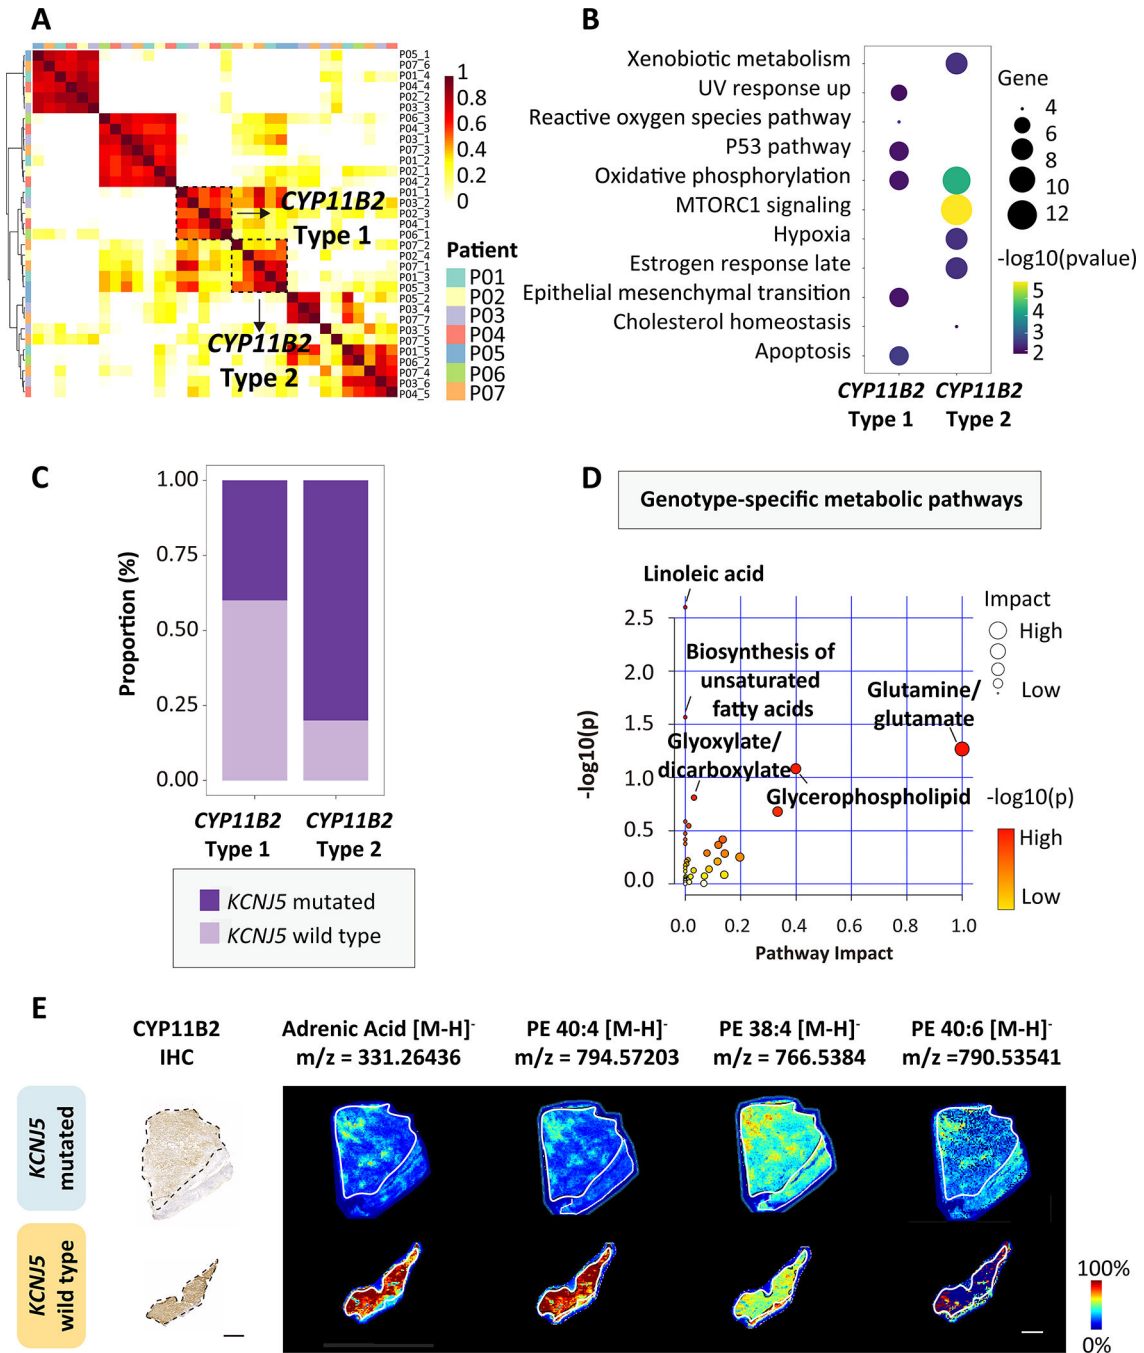 A
P05_1
P07_6
P01_4
P04_4
P02_2
P03_3
P06_3
P04_3
P03_1
P07_3
P01_2
P02_1
P04_2
P01_1
P03_2
P02_3
P04_1
P06_1
P07_2
P02_4
P07_1
P01_3
P05_3
P05_2
P03_4
P07_7
P03_5
P07_5
P01_5
P06_2
P07_4
P03_6
P04_5
1
0.8
0.6
0.4
0.2
0
CYP11B2
Type 1
CYP11B2
Type 2
Patient
P01
P02
P03
P04
P05
P06
P07
B
Xenobiotic metabolism
UV response up
Reactive oxygen species pathway
P53 pathway
Oxidative phosphorylation
MTORC1 signaling
Hypoxia
Estrogen response late
Epithelial mesenchymal transition
Cholesterol homeostasis
Apoptosis
CYP11B2
Type 1
CYP11B2
Type 2
Gene
4
6
8
10
12
-log10(pvalue)
5
4
3
2
C
Proportion (%)
1.00
0.75
0.50
0.25
0.00
CYP11B2
Type 1
CYP11B2
Type 2
KCNJ5 mutated
KCNJ5 wild type
D
Genotype-specific metabolic pathways
Linoleic acid
Biosynthesis of
unsaturated
fatty acids
Glutamine/
glutamate
Glyoxylate/
dicarboxylate
Glycerophospholipid
-log10(p)
2.5
2.0
1.5
1.0
0.5
0.0
0.0
0.2
0.4
0.6
0.8
1.0
Pathway Impact
Impact
High
Low
-log10(p)
High
Low
E
CYP11B2
IHC
Adrenic Acid [M-H]-
m/z = 331.26436
PE 40:4 [M-H]-
m/z = 794.57203
PE 38:4 [M-H]-
m/z = 766.5384
PE 40:6 [M-H]-
m/z =790.53541
KCNJ5
mutated
KCNJ5
wild type
100%
0%